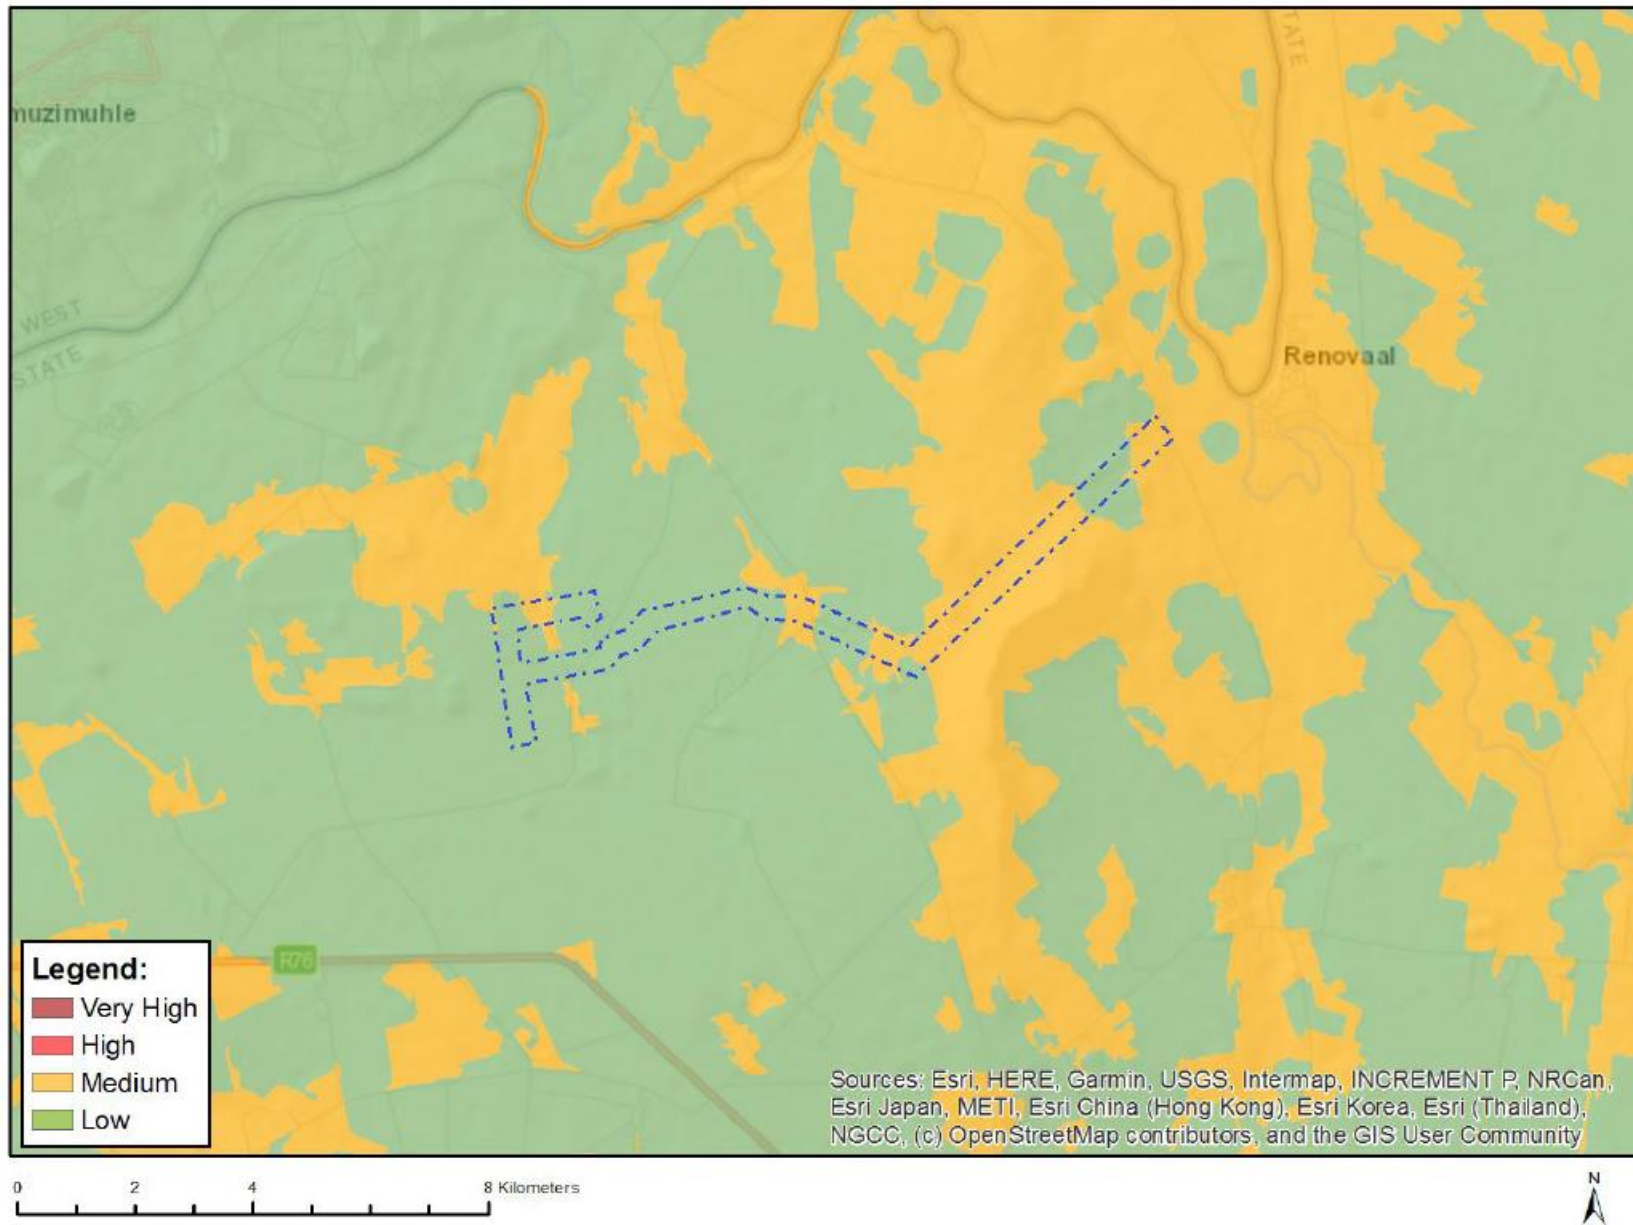 STATE
muzimuhle
WEST
STATE
Renovaal
R76
Legend:
Very High
High
Medium
Low
Sources: Esri, HERE, Garmin, USGS, Intermap, INCREMENT P, NRCan,
Esri Japan, METI, Esri China (Hong Kong), Esri Korea, Esri (Thailand),
NGCC, (c) OpenStreetMap contributors, and the GIS User Community
0 2 4 8 Kilometers
N